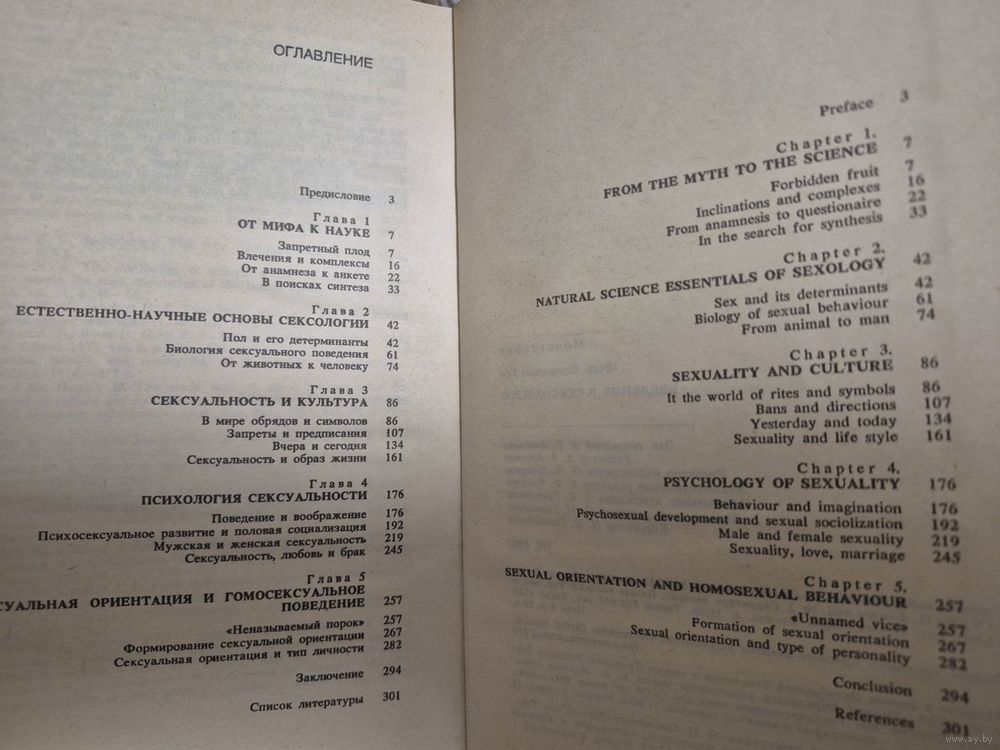 ОГЛАВЛЕНИЕ
Предисловие 3
Глава 1
ОТ МИФА К НАУКЕ 7
Запретный плод 7
Влечения и комплексы 16
От анамнеза к анкете 22
В поисках синтеза 33
Глава 2
ЕСТЕСТВЕННО-НАУЧНЫЕ ОСНОВЫ СЕКСОЛОГИИ 42
Пол и его детерминанты 42
Биология сексуального поведения 61
От животных к человеку 74
Глава 3
СЕКСУАЛЬНОСТЬ И КУЛЬТУРА 86
В мире обрядов и символов 86
Запреты и предписания 107
Вчера и сегодня 134
Сексуальность и образ жизни 161
Глава 4
ПСИХОЛОГИЯ СЕКСУАЛЬНОСТИ 176
Поведение и воображение 176
Психосексуальное развитие и половая социализация 192
Мужская и женская сексуальность 219
Сексуальность, любовь и брак 245
Глава 5
СУАЛЬНАЯ ОРИЕНТАЦИЯ И ГОМОСЕКСУАЛЬНОЕ
ПОВЕДЕНИЕ 257
«Неназываемый порок» 257
Формирование сексуальной ориентации 267
Сексуальная ориентация и тип личности 282
Заключение 294
Список литературы 301
Preface 3
Chapter 1.
FROM THE MYTH TO THE SCIENCE 7
Forbidden fruit 7
Inclinations and complexes 16
From anamnesis to questionaire 22
In the search for synthesis 33
Chapter 2.
NATURAL SCIENCE ESSENTIALS OF SEXOLOGY 42
Sex and its determinants 42
Biology of sexual behaviour 61
From animal to man 74
Chapter 3.
SEXUALITY AND CULTURE 86
It the world of rites and symbols 86
Bans and directions 107
Yesterday and today 134
Sexuality and life style 161
Chapter 4.
PSYCHOLOGY OF SEXUALITY 176
Behaviour and imagination 176
Psychosexual development and sexual sociolization 192
Male and female sexuality 219
Sexuality, love, marriage 245
Chapter 5.
SEXUAL ORIENTATION AND HOMOSEXUAL BEHAVIOUR 257
«Unnamed vice» 257
Formation of sexual orientation 267
Sexual orientation and type of personality 282
Conclusion 294
References 301
www.ay.by